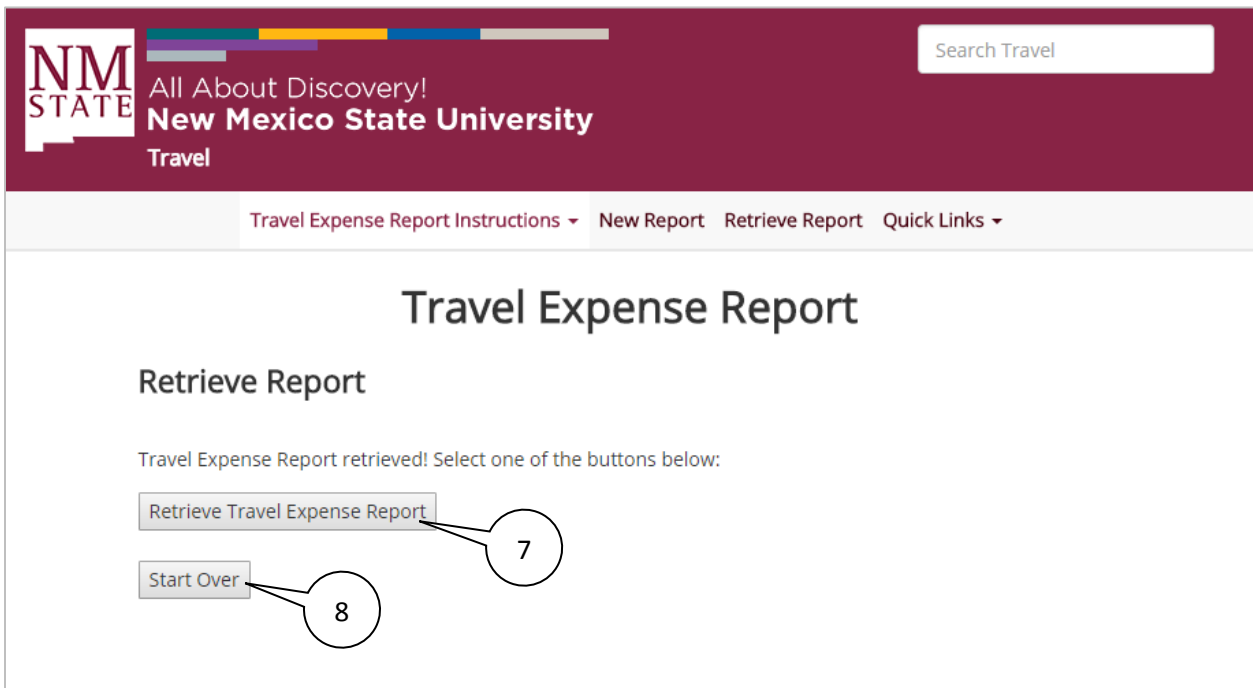 NM
STATE
All About Discovery!
New Mexico State University
Travel
Search Travel
Travel Expense Report Instructions New Report Retrieve Report Quick Links
Travel Expense Report
Retrieve Report
Travel Expense Report retrieved! Select one of the buttons below:
Retrieve Travel Expense Report
7
Start Over
8